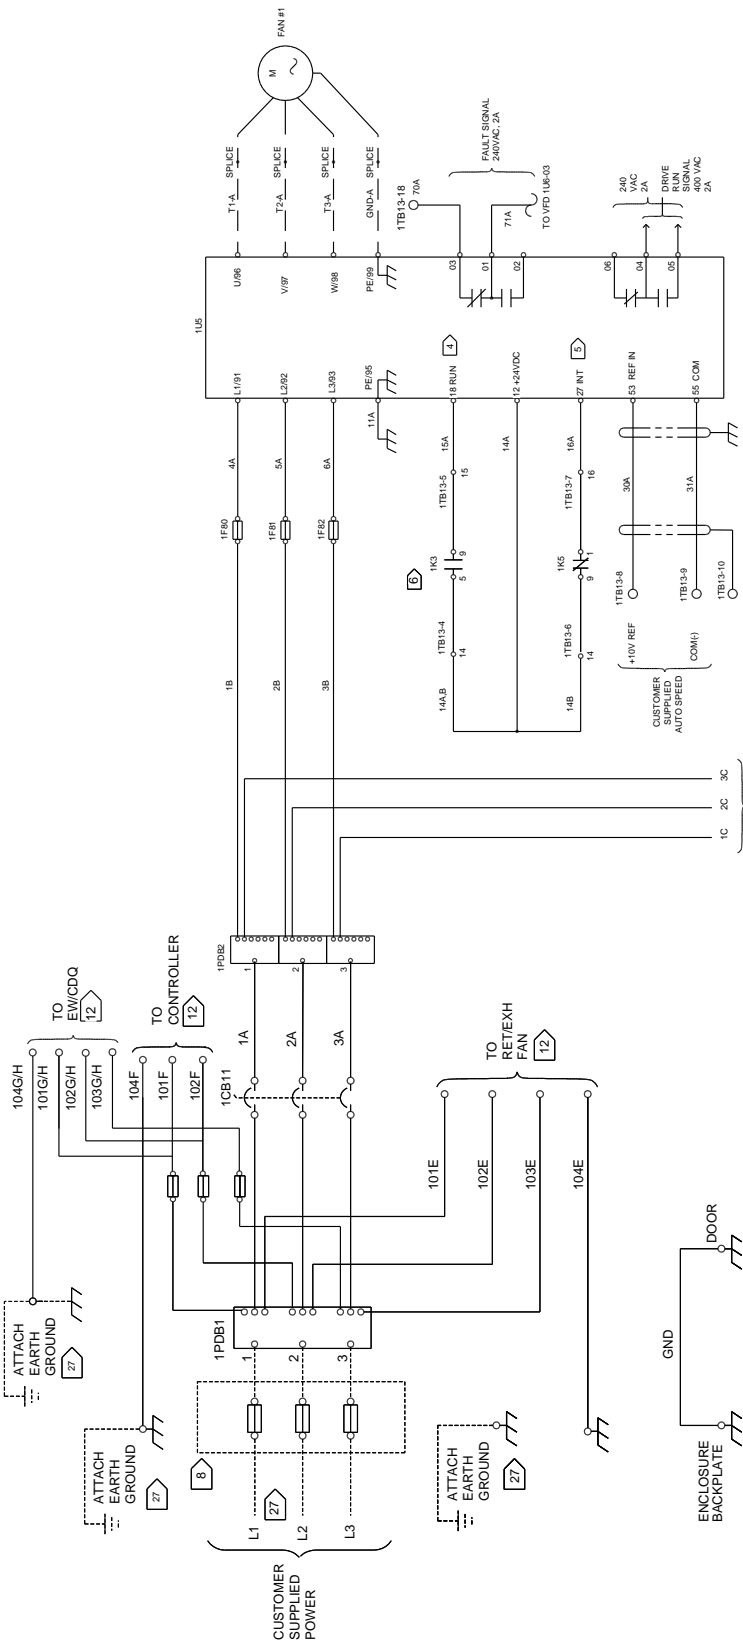 FAN #1
M
T1-A
SPLICE
T2-A
SPLICE
T3-A
SPLICE
GND-A
SPLICE
FAULT SIGNAL
240VAC, 2A
1TB13-18
70A
71A
TO VFD 1U6-03
240
VAC
2A
DRIVE
RUN
SIGNAL
400 VAC
2A
1U5
U/96
V/97
W/98
PE/99
03
01
02
06
04
05
L1/91
L2/92
L3/93
PE/95
18 RUN
4
12 +24VDC
27 INT
5
53 REF IN
55 COM
11A
4A
5A
6A
1F80
1F81
1F82
1B
2B
3B
15A
14A
16A
30A
31A
1TB13-5
15
1TB13-7
16
6
1K3
9
5
1K5
1
9
1TB13-8
1TB13-9
1TB13-10
1TB13-4
14
1TB13-6
14
+10V REF
COM(-)
CUSTOMER
SUPPLIED
AUTO SPEED
14A,B
14B
3C
2C
1C
1PDB2
1
2
3
TO
EW/CDQ
12
104G/H
101G/H
102G/H
103G/H
TO
CONTROLLER
12
104F
101F
102F
1A
2A
3A
1CB11
TO
RET/EXH
FAN
12
101E
102E
103E
104E
1PDB1
1
2
3
ATTACH
EARTH
GROUND
27
ATTACH
EARTH
GROUND
27
8
L1
L2
L3
27
CUSTOMER
SUPPLIED
POWER
ATTACH
EARTH
GROUND
27
DOOR
GND
ENCLOSURE
BACKPLATE